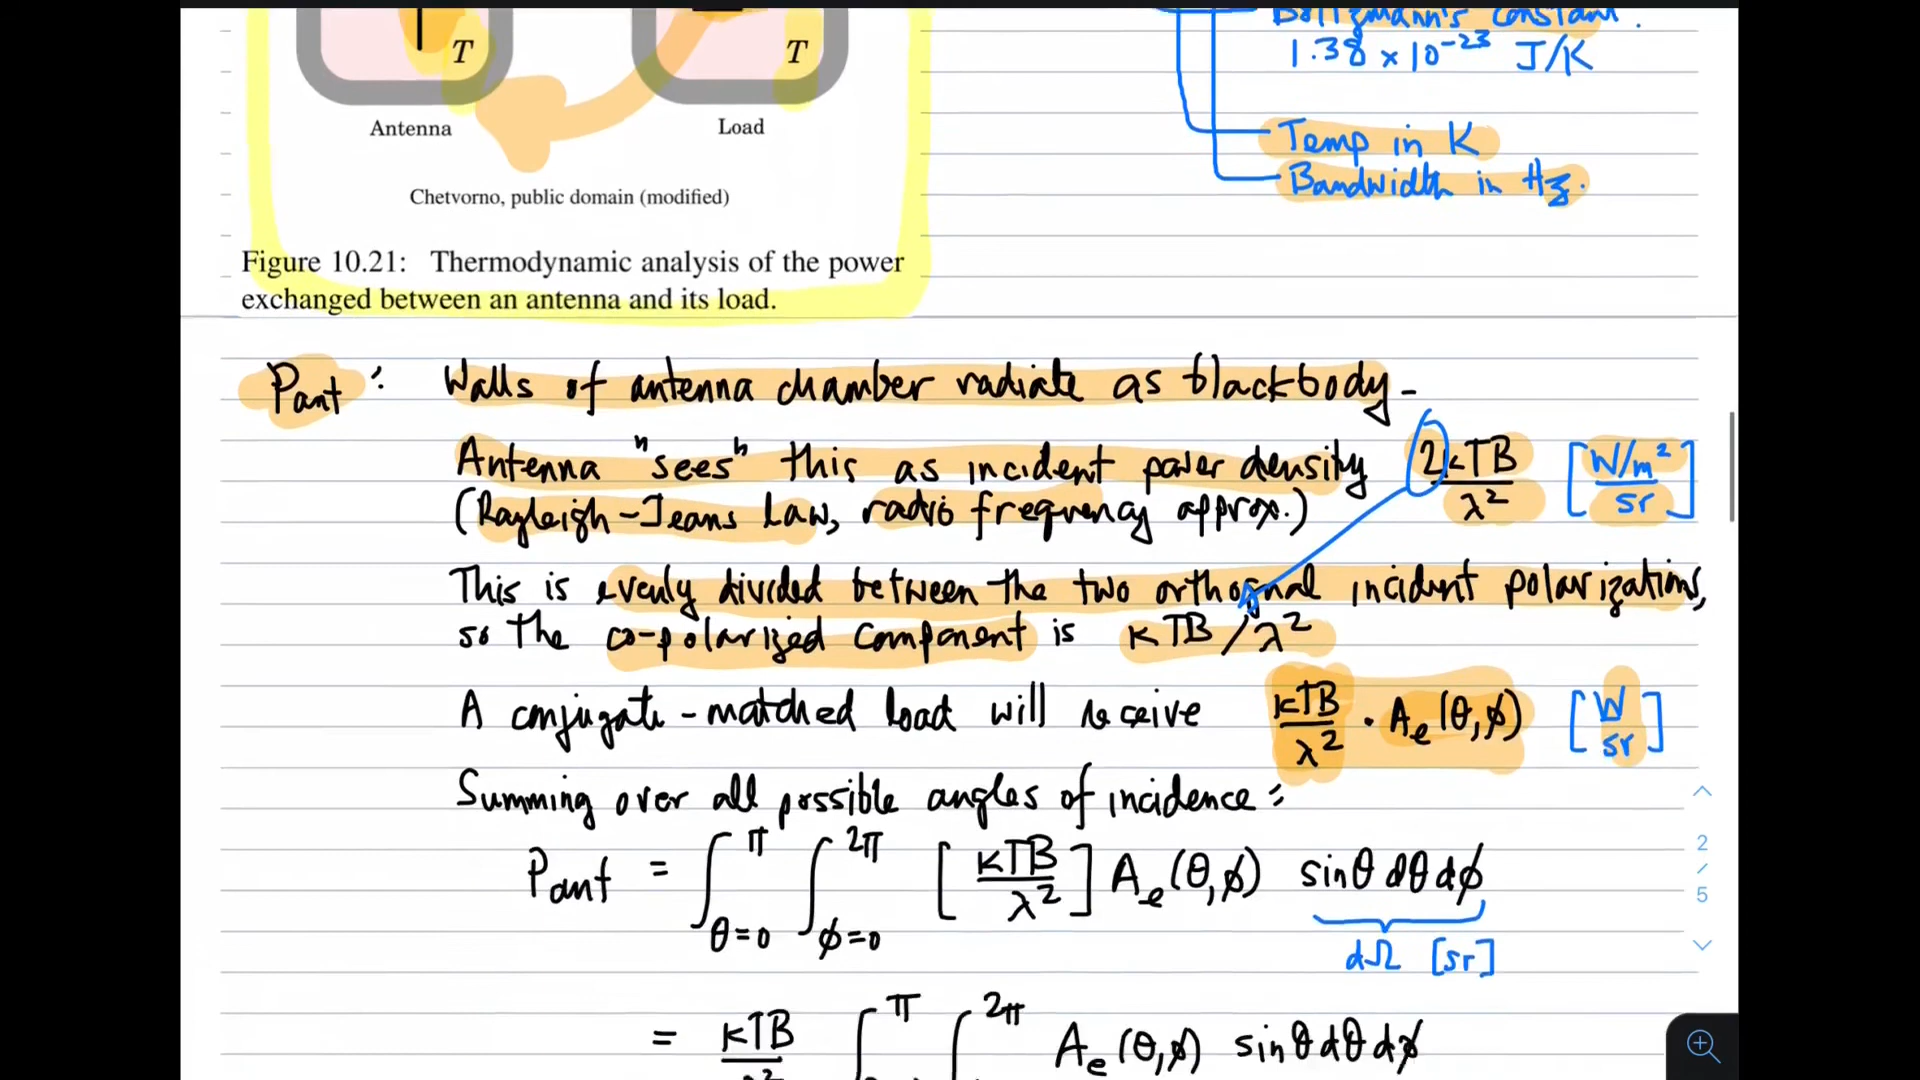 Boltzmann's constant.
1.38 × 10⁻²³ J/K
T
T
Antenna
Load
Temp in K
Bandwidth in Hz.
Chetvorno, public domain (modified)
Figure 10.21: Thermodynamic analysis of the power
exchanged between an antenna and its load.
Pant: Walls of antenna chamber radiate as blackbody-
Antenna "sees" this as incident power density 2kTB/λ² [W/m²/sr]
(Rayleigh-Jeans Law, radio frequency approx.)
This is evenly divided between the two orthognal incident polarizations,
so the co-polarized component is kTB/λ²
A conjugate-matched load will receive kTB/λ² · Ae(θ,φ) [W/sr]
Summing over all possible angles of incidence:
Pant = ∫θ=0^π ∫φ=0^2π [kTB/λ²] Ae(θ,φ) sinθ dθ dφ
dΩ [sr]
2
/
5
= kTB/λ² ∫^π ∫^2π Ae(θ,φ) sinθ dθ dφ